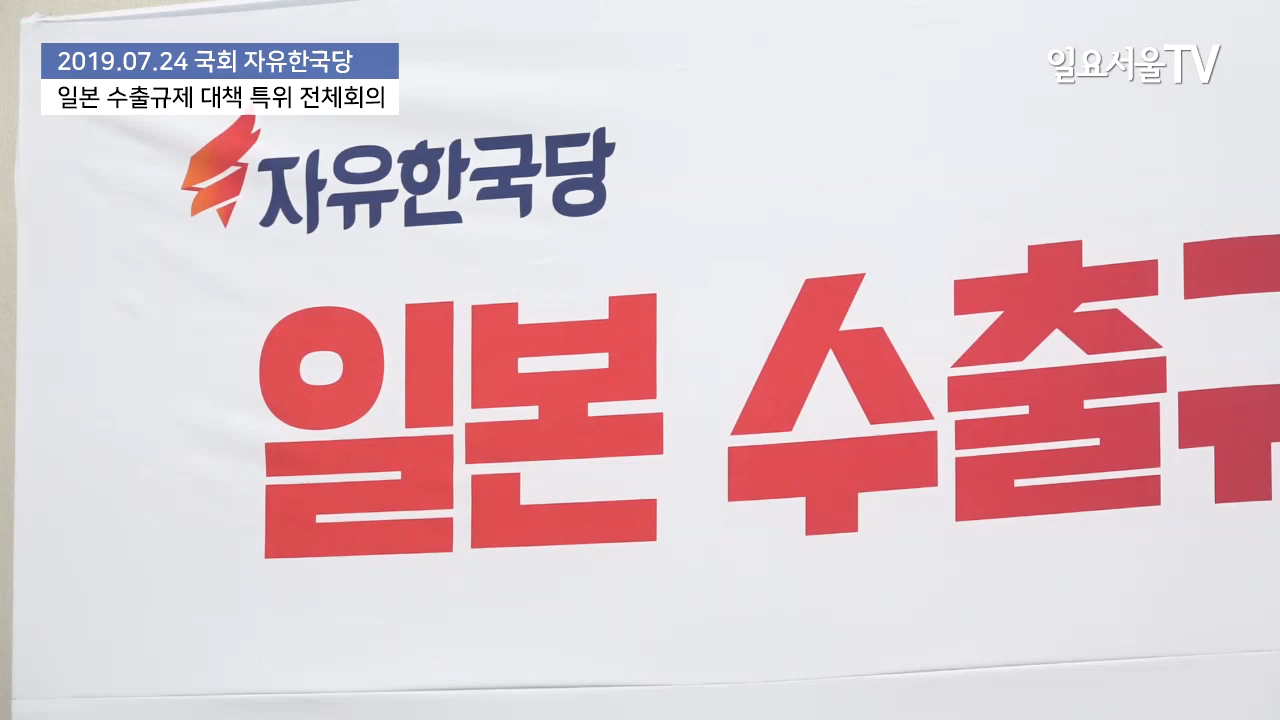 2019.07.24 국회 자유한국당
일요서울TV
일본 수출규제 대책 특위 전체회의
자유한국당
일본 수출규